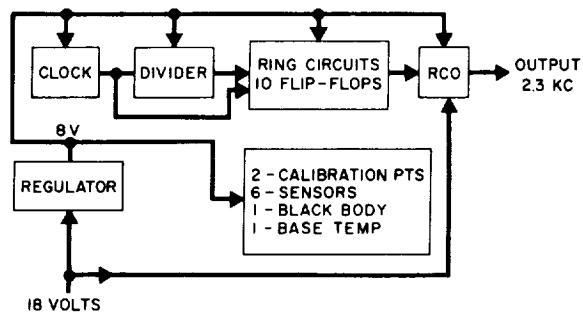 CLOCK
DIVIDER
RING CIRCUITS
10 FLIP-FLOPS
RCO
OUTPUT
2.3 KC
8 V
REGULATOR
2 - CALIBRATION PTS
6 - SENSORS
1 - BLACK BODY
1 - BASE TEMP
18 VOLTS